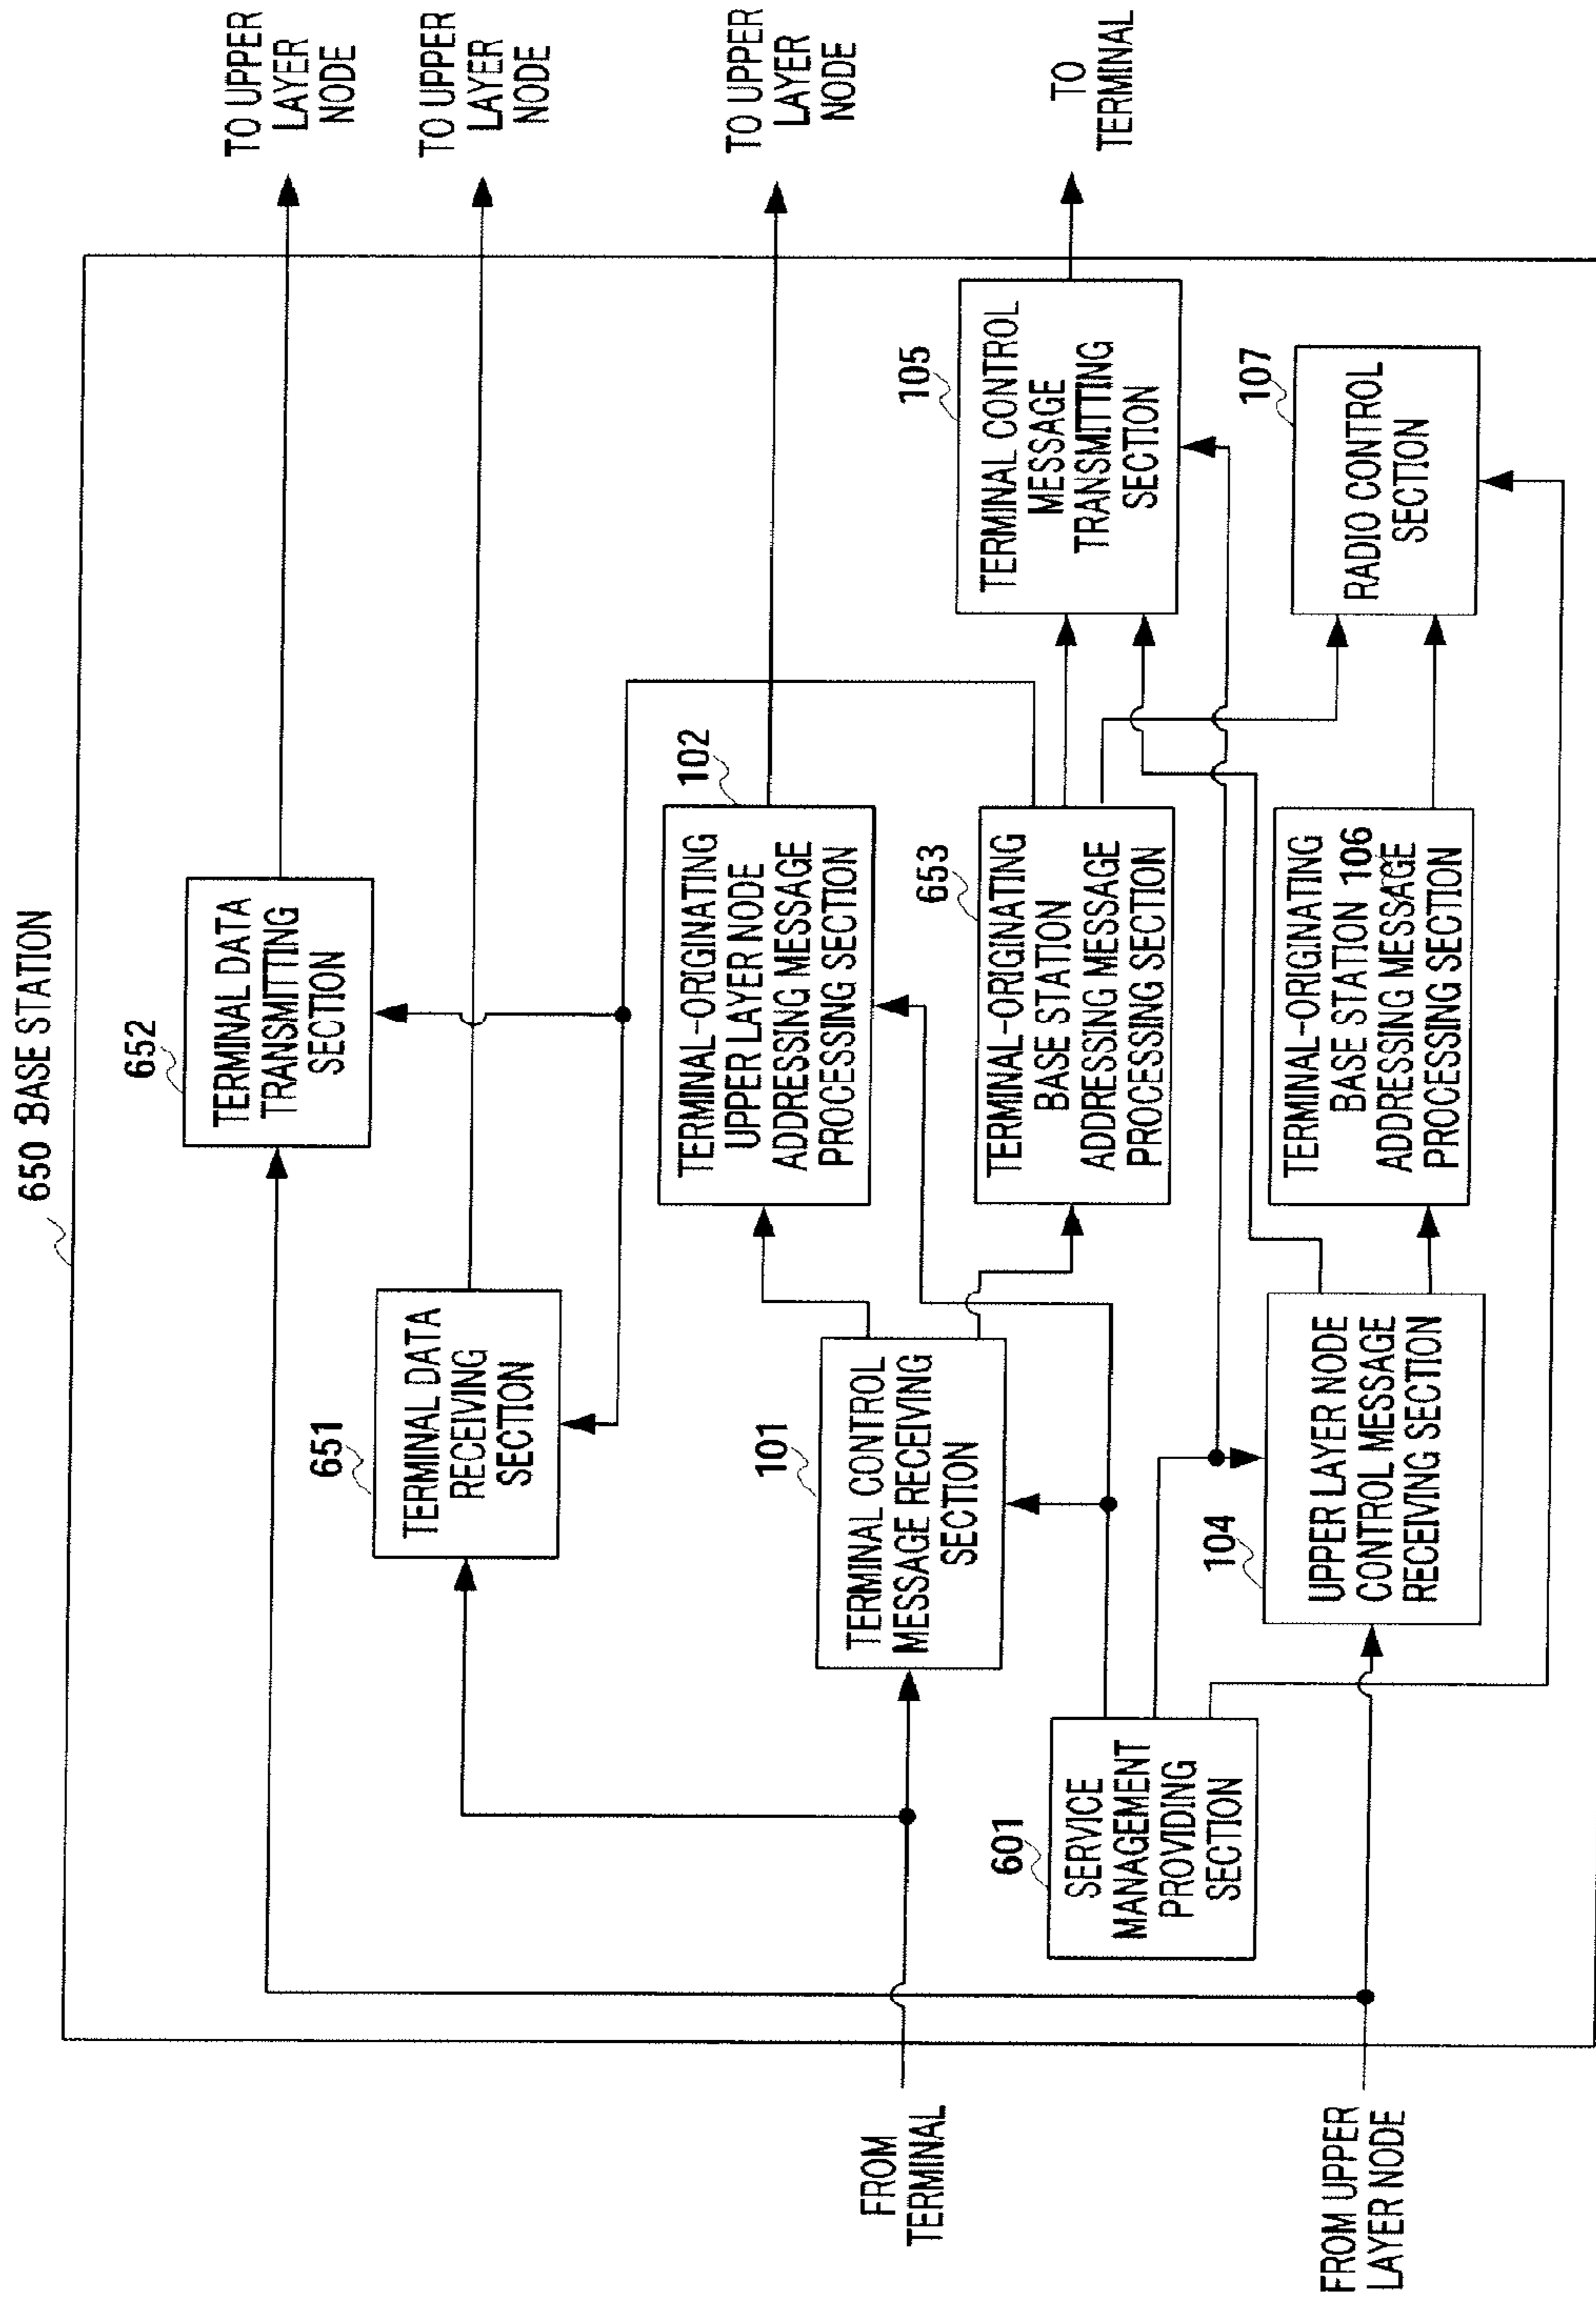 650 BASE STATION
652
TERMINAL DATA
TRANSMITTING
SECTION
TO UPPER
LAYER
NODE
651
TERMINAL DATA
RECEIVING
SECTION
TO UPPER
LAYER
NODE
102
TERMINAL-ORIGINATING
UPPER LAYER NODE
ADDRESSING MESSAGE
PROCESSING SECTION
TO UPPER
LAYER
NODE
FROM
TERMINAL
101
TERMINAL CONTROL
MESSAGE RECEIVING
SECTION
653
TERMINAL-ORIGINATING
BASE STATION
ADDRESSING MESSAGE
PROCESSING SECTION
105
TERMINAL CONTROL
MESSAGE
TRANSMITTING
SECTION
TO
TERMINAL
601
SERVICE
MANAGEMENT
PROVIDING
SECTION
FROM UPPER
LAYER NODE
104
UPPER LAYER NODE
CONTROL MESSAGE
RECEIVING SECTION
TERMINAL-ORIGINATING
BASE STATION 106
ADDRESSING MESSAGE
PROCESSING SECTION
107
RADIO CONTROL
SECTION